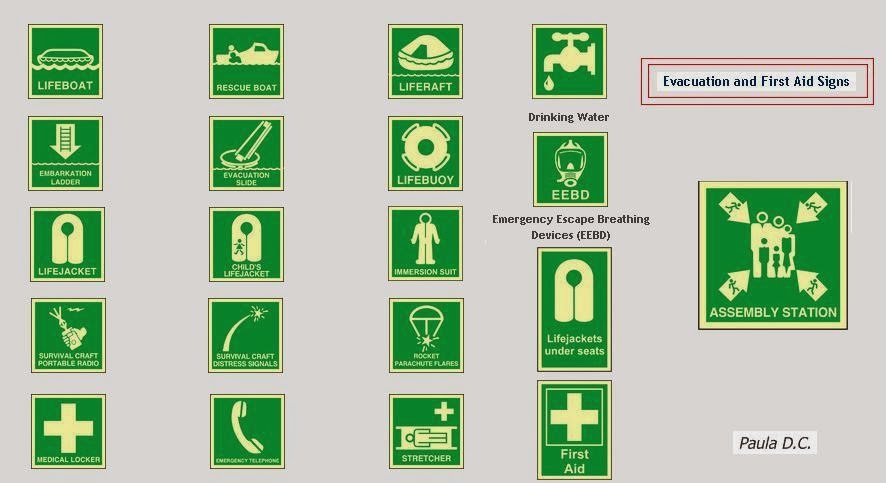 LIFEBOAT
RESCUE BOAT
LIFERAFT
Drinking Water
Evacuation and First Aid Signs
EMBARKATION
LADDER
EVACUATION
SLIDE
LIFEBUOY
EEBD
Emergency Escape Breathing
Devices (EEBD)
LIFEJACKET
CHILD'S
LIFEJACKET
IMMERSION SUIT
Lifejackets
under seats
ASSEMBLY STATION
SURVIVAL CRAFT
PORTABLE RADIO
SURVIVAL CRAFT
DISTRESS SIGNALS
ROCKET
PARACHUTE FLARES
MEDICAL LOCKER
EMERGENCY TELEPHONE
STRETCHER
First
Aid
Paula D.C.